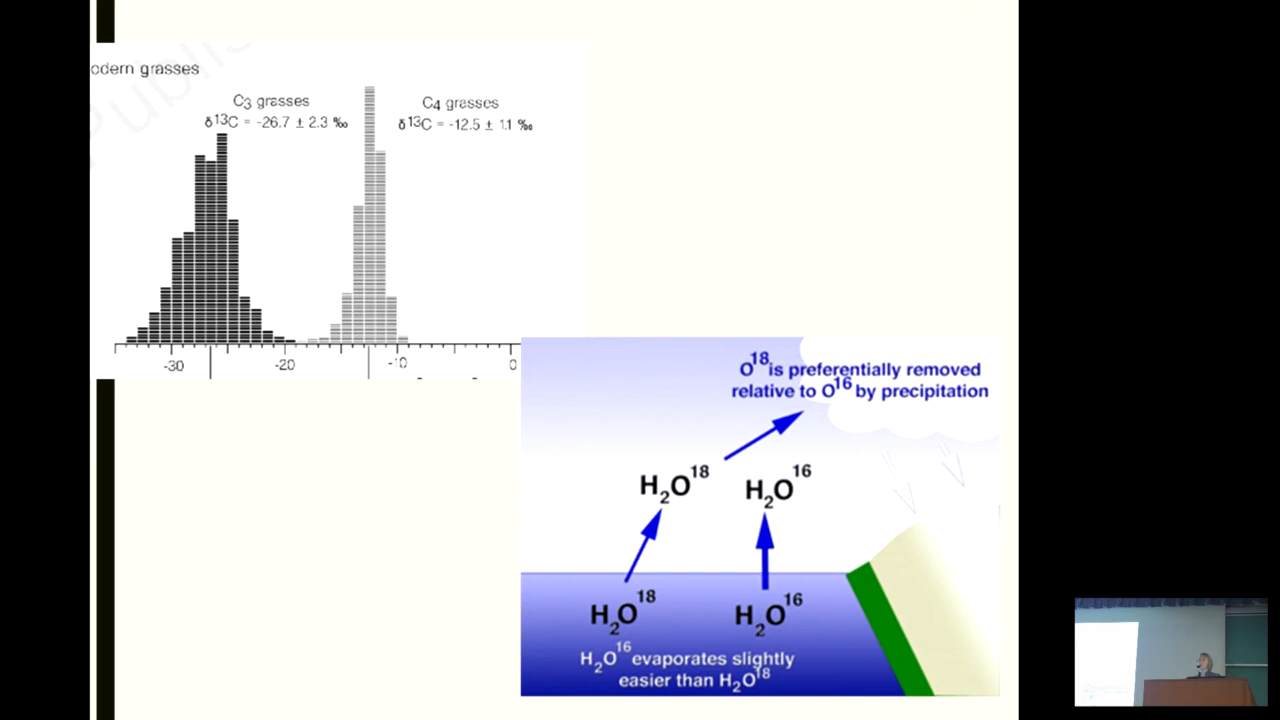 odern grasses
C3 grasses
δ13C = -26.7 ± 2.3 ‰
C4 grasses
δ13C = -12.5 ± 1.1 ‰
-30
-20
-10
0
O18 is preferentially removed
relative to O16 by precipitation
H2O18
H2O16
H2O18
H2O16
H2O16 evaporates slightly
easier than H2O18